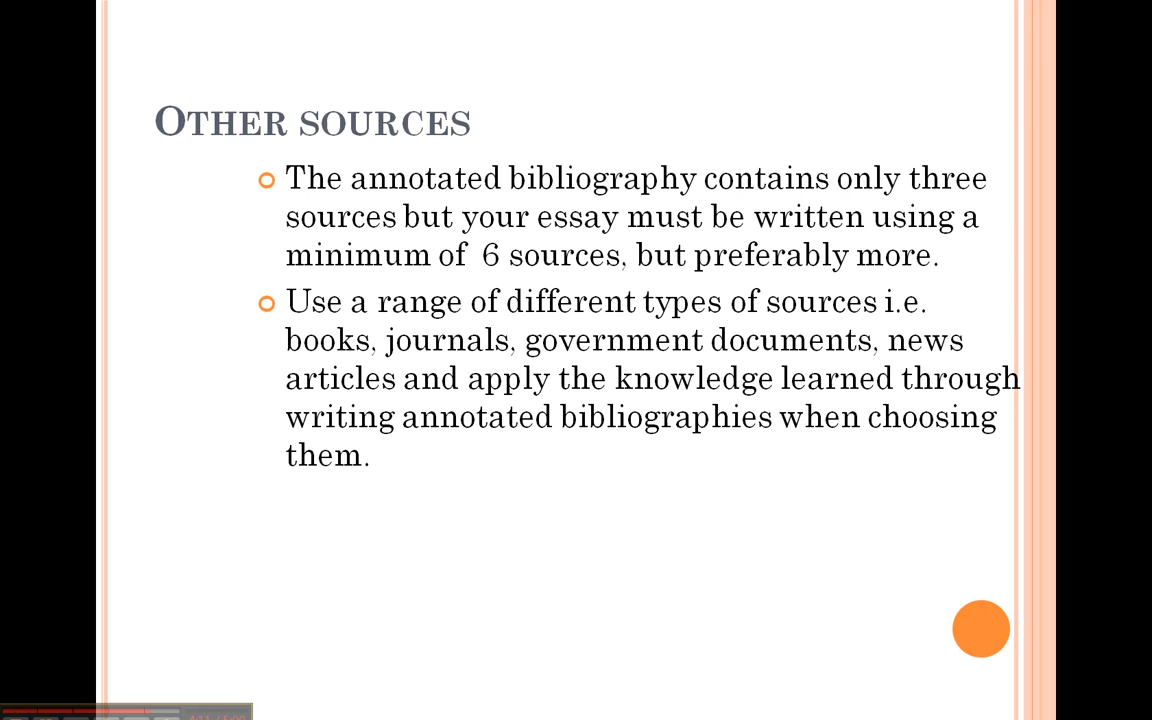 OTHER SOURCES
The annotated bibliography contains only three
sources but your essay must be written using a
minimum of 6 sources, but preferably more.
Use a range of different types of sources i.e.
books, journals, government documents, news
articles and apply the knowledge learned through
writing annotated bibliographies when choosing
them.